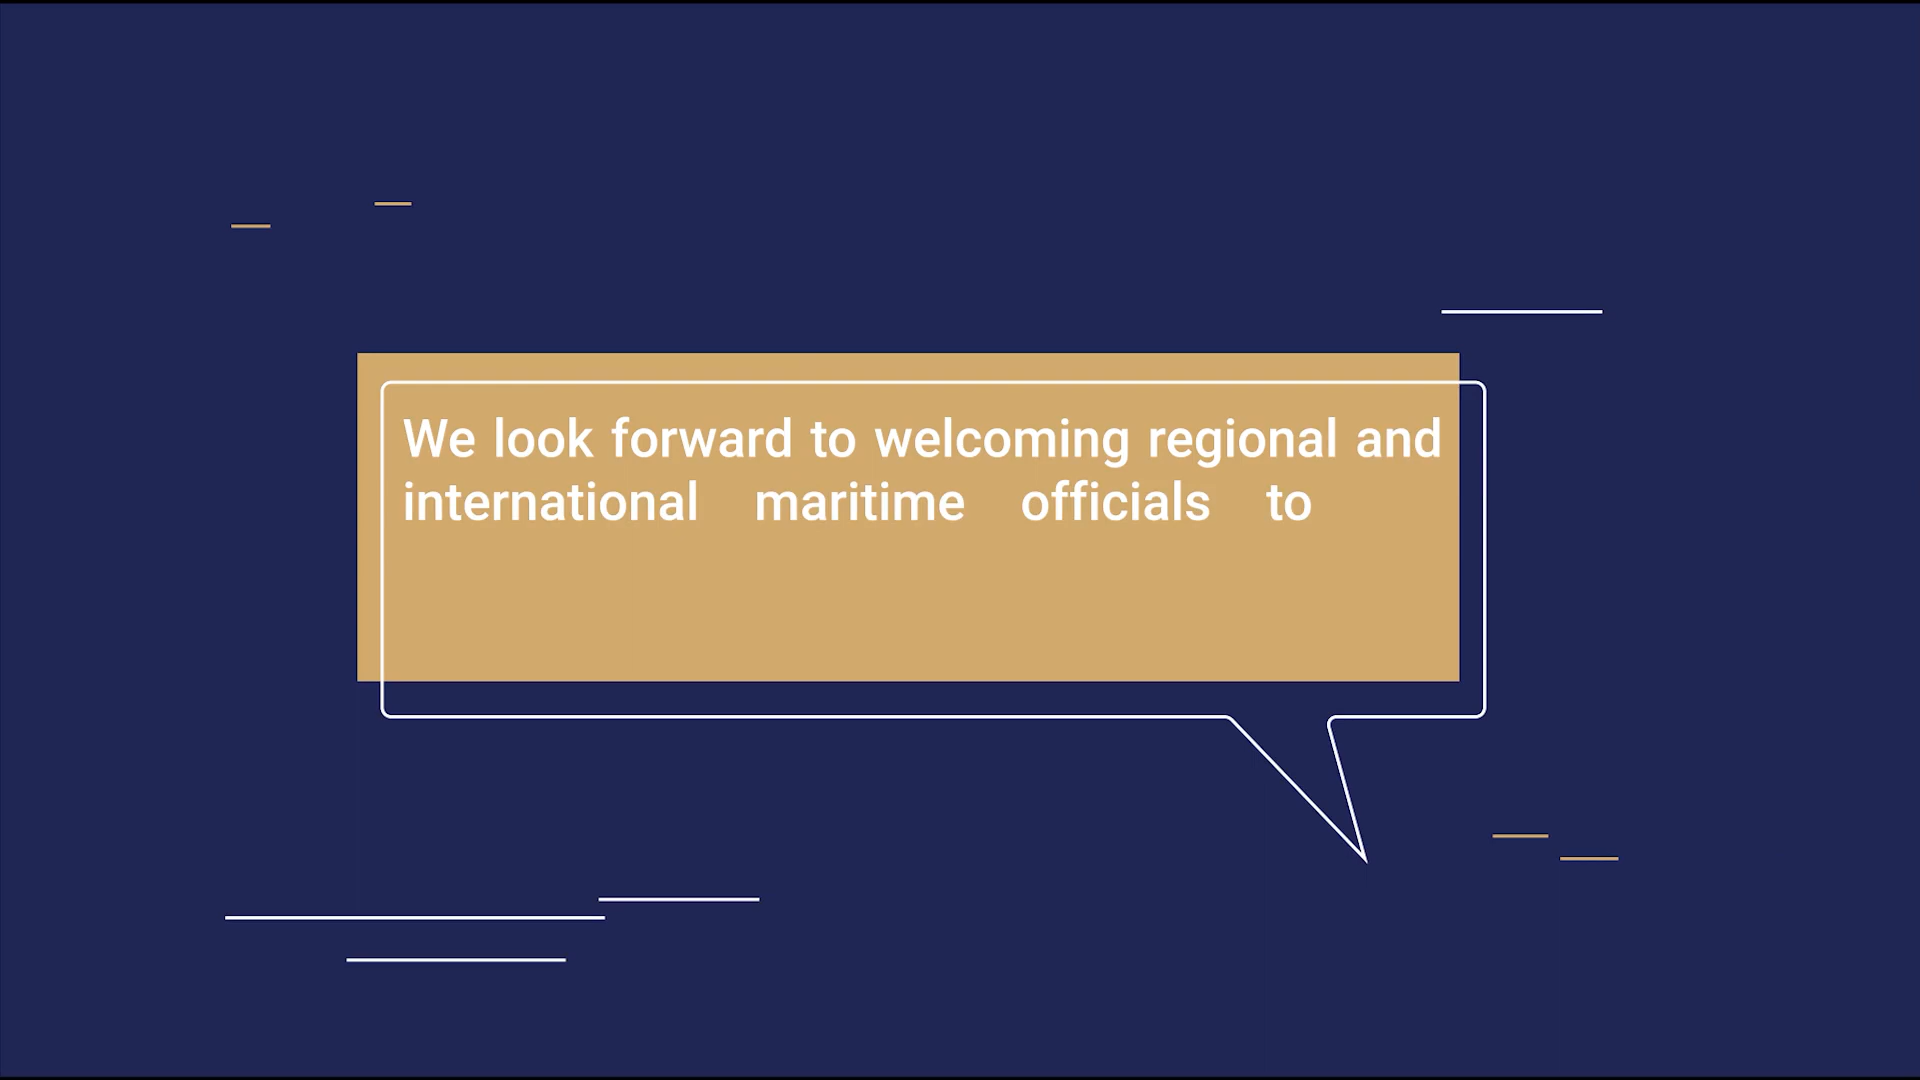 We look forward to welcoming regional and
international maritime officials to